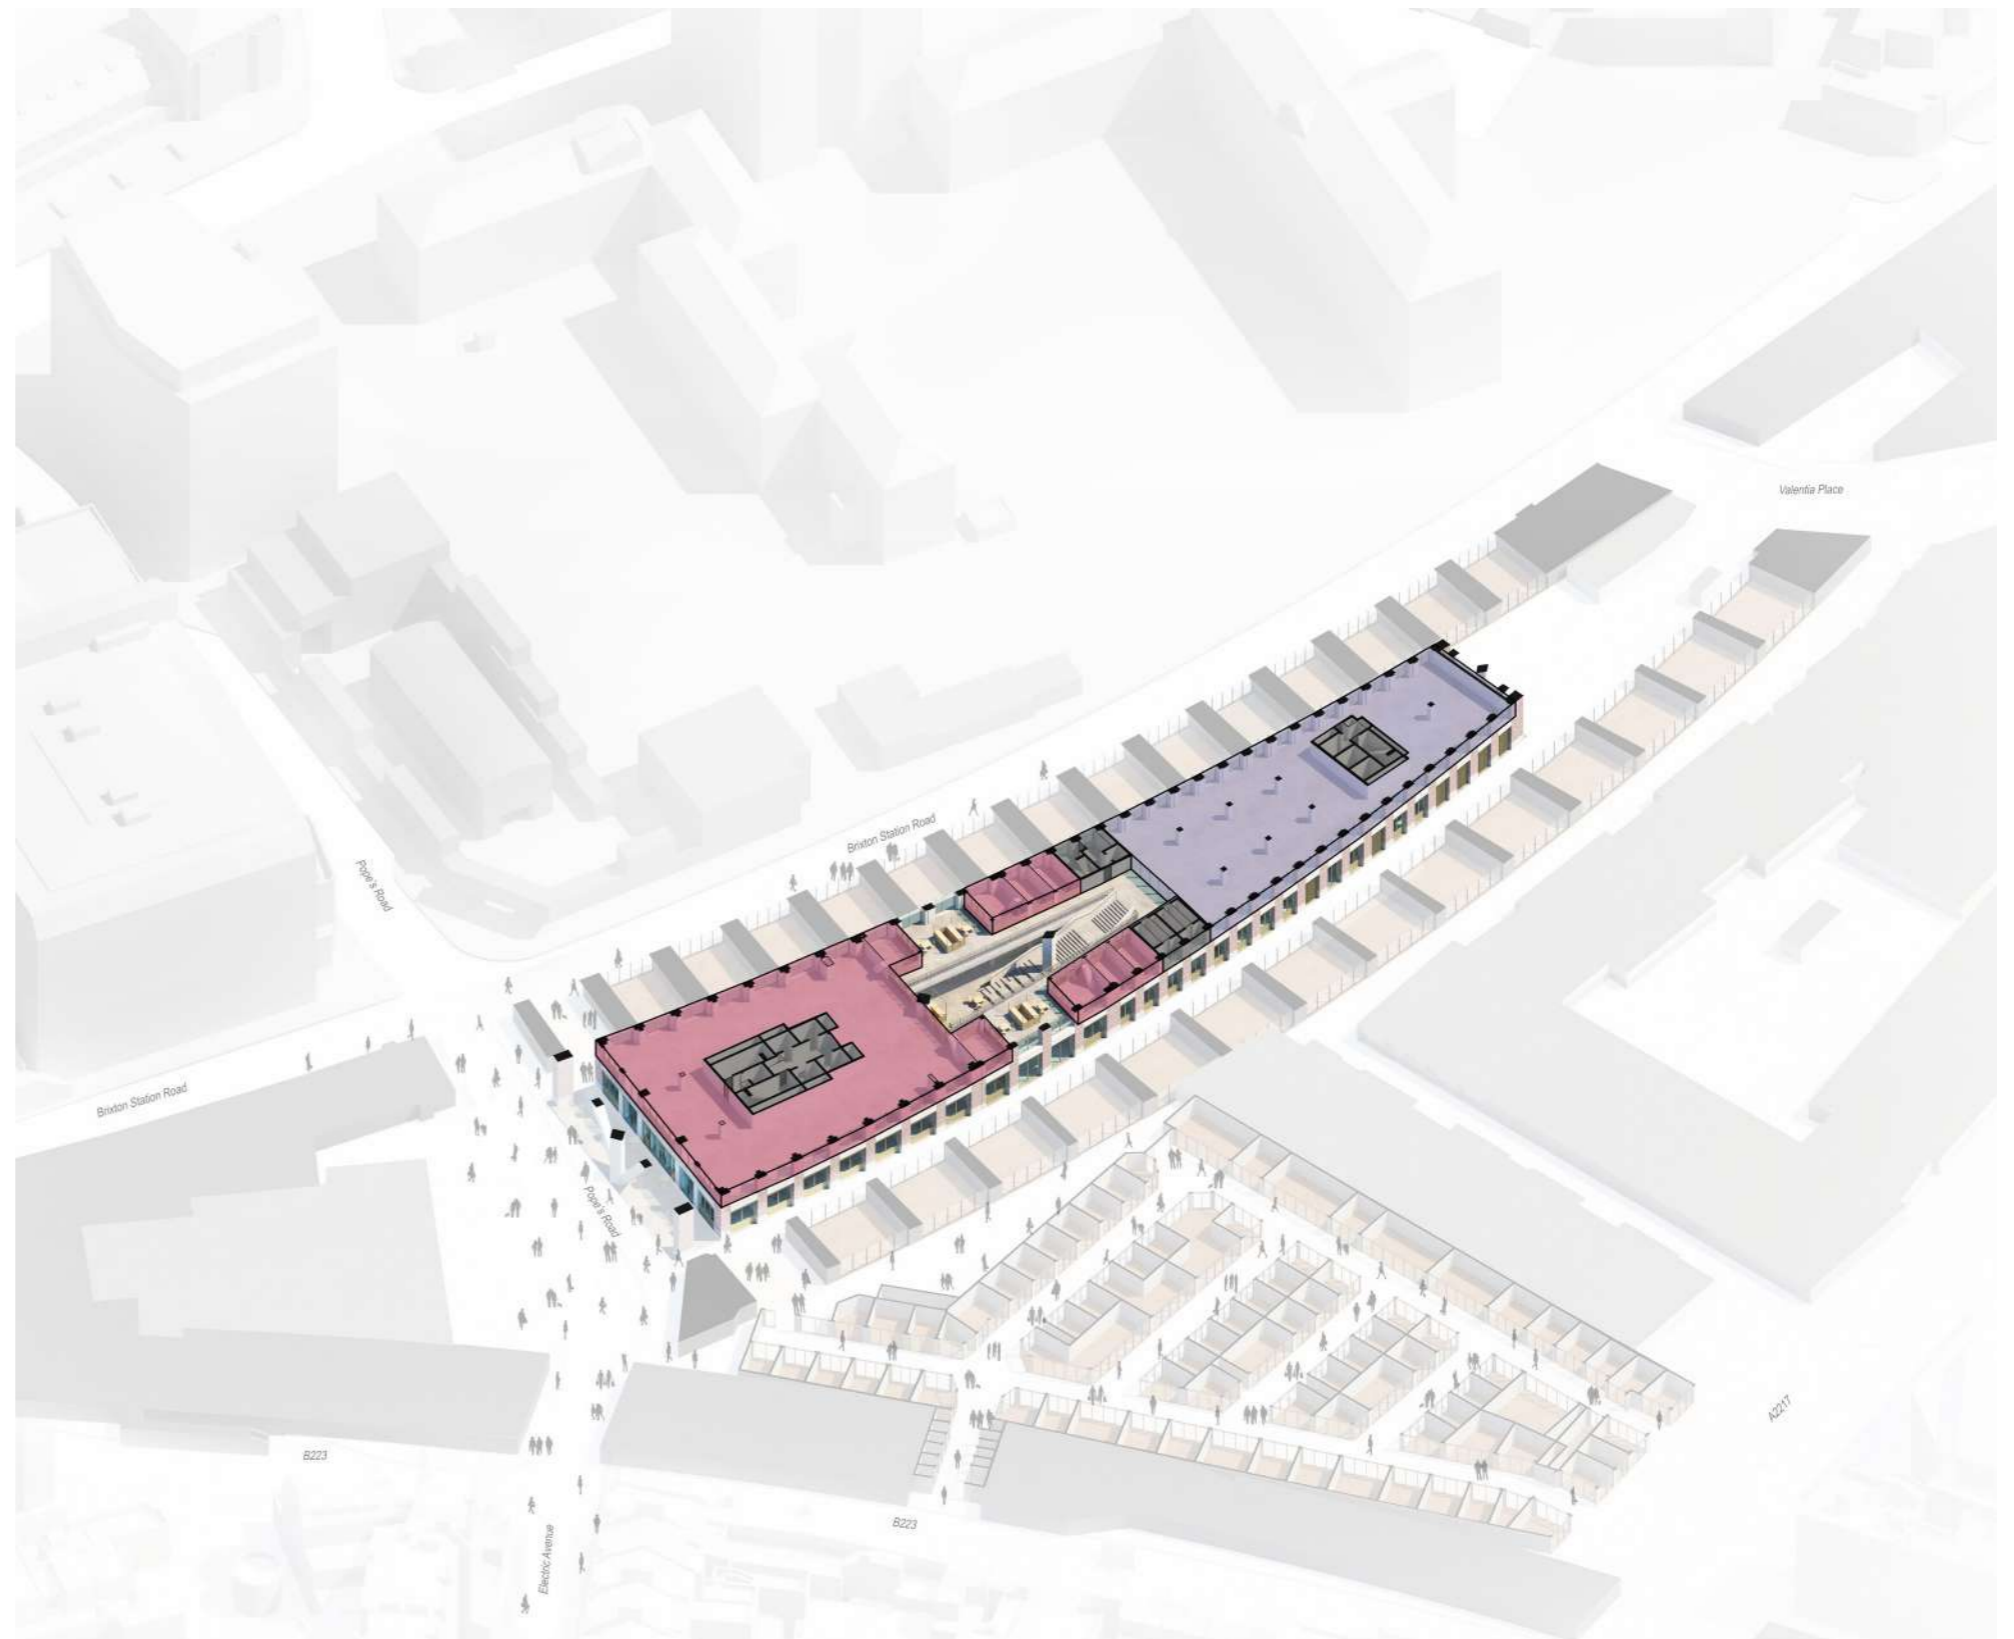 Valentia Place
Brixton Station Road
Pope's Road
Brixton Station Road
Pope's Road
A2217
B223
B223
Electric Avenue